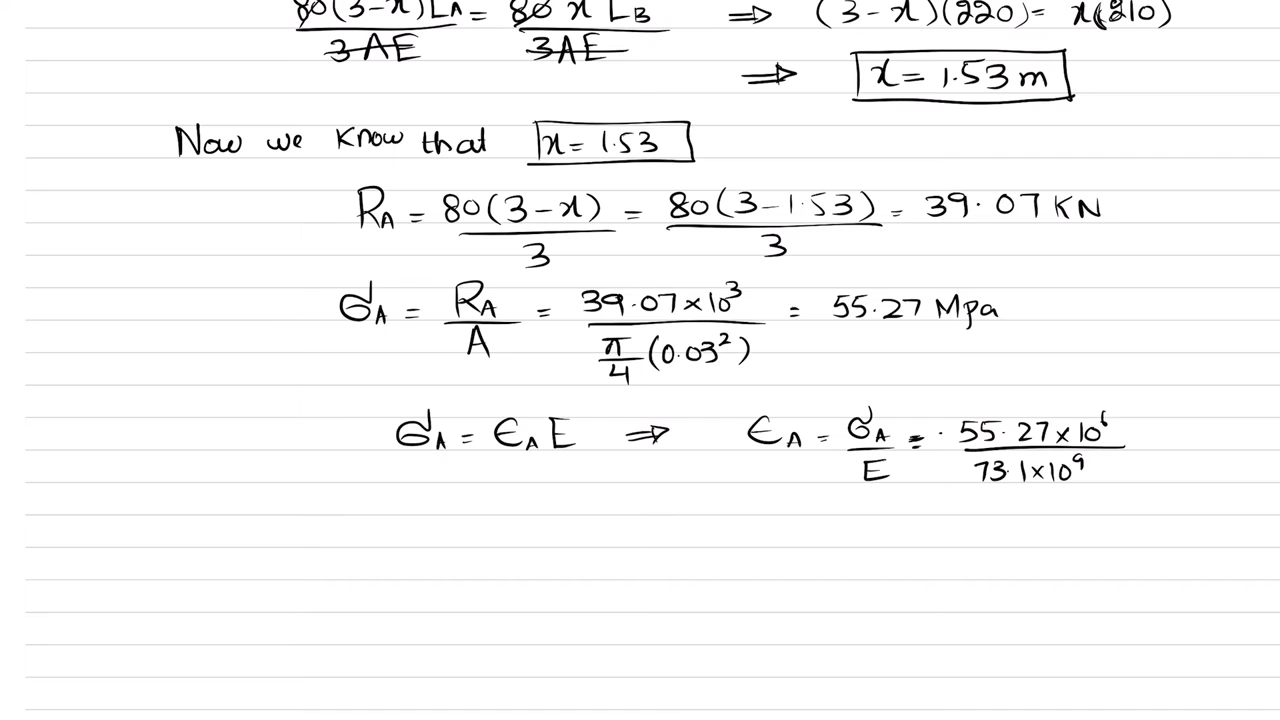 80(3-x)LA/3AE = 80 x LB/3AE ⇒ (3-x)(220) = x(210)
⇒ x = 1.53 m
Now we know that x = 1.53
RA = 80(3-x)/3 = 80(3-1.53)/3 = 39.07 KN
σA = RA/A = 39.07×10³/π/4 (0.03²) = 55.27 Mpa
σA = ϵA E ⇒ ϵA = σA/E = 55.27×10⁶/73.1×10⁹